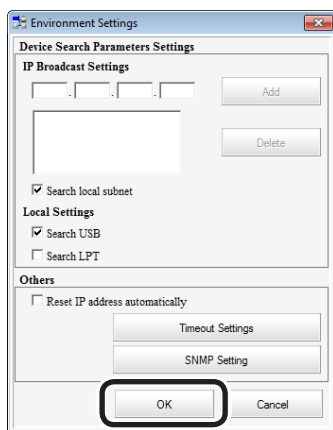 Environment Settings
Device Search Parameters Settings
IP Broadcast Settings
. . .
Add
Delete
Search local subnet
Local Settings
Search USB
Search LPT
Others
Reset IP address automatically
Timeout Settings
SNMP Setting
OK Cancel